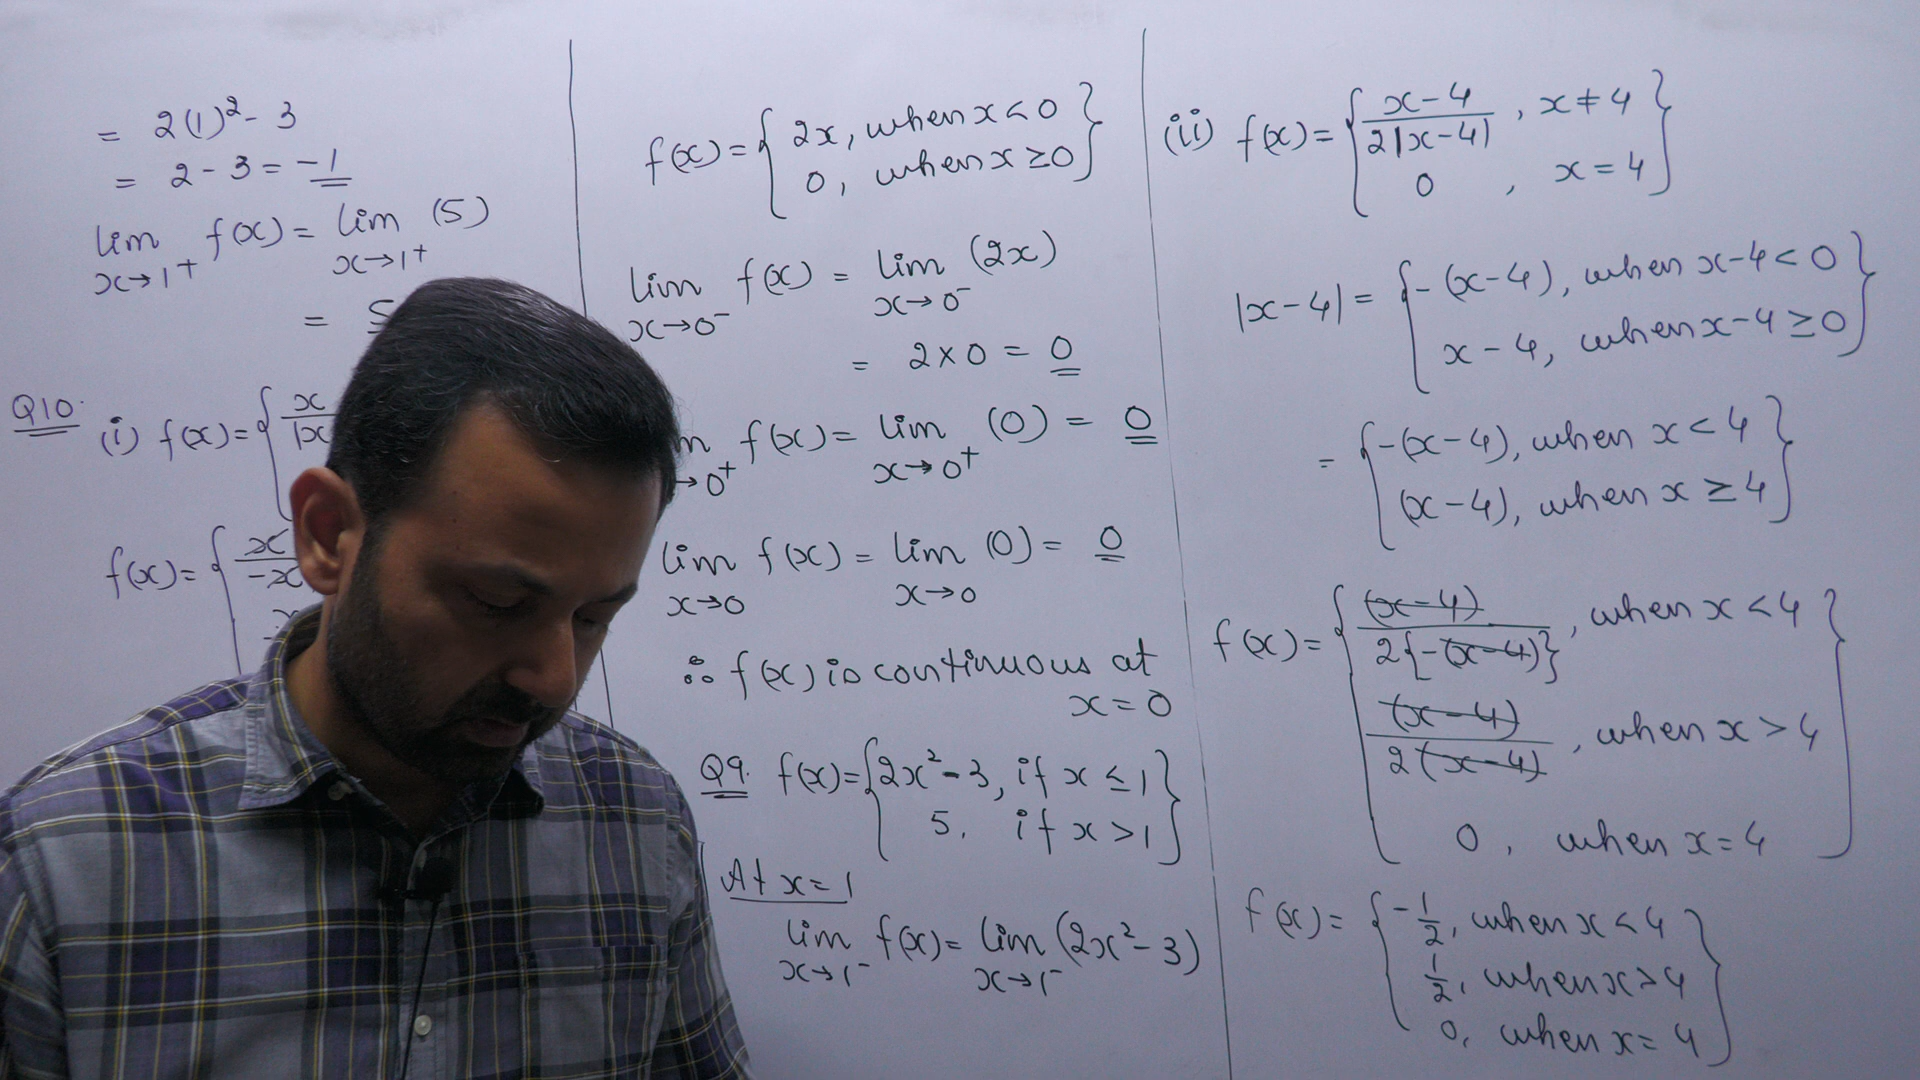 = 2(1)² - 3
= 2 - 3 = -1
lim f(x) = lim (5)
x→1⁺ x→1⁺
= 5
Q10. (i) f(x) = { x
|x
f(x) = { x
-x
f(x) = { 2x, when x < 0 }
0, when x ≥ 0
lim f(x) = lim (2x)
x→0⁻ x→0⁻
= 2 × 0 = 0
f(x) = lim (0) = 0
→0⁺ x→0⁺
lim f(x) = lim (0) = 0
x→0 x→0
∴ f(x) is continuous at
x = 0
Q9. f(x) = { 2x² - 3, if x ≤ 1 }
5, if x > 1
At x = 1
lim f(x) = lim (2x² - 3)
x→1⁻ x→1⁻
(ii) f(x) = { x - 4 / 2|x - 4| , x ≠ 4 }
0 , x = 4
|x - 4| = { -(x - 4), when x - 4 < 0 }
x - 4, when x - 4 ≥ 0
= { -(x - 4), when x < 4 }
(x - 4), when x ≥ 4
f(x) = { (x - 4) / 2{-(x - 4)} , when x < 4 }
(x - 4) / 2(x - 4) , when x > 4
0, when x = 4
f(x) = { -1/2, when x < 4 }
1/2, when x > 4
0, when x = 4